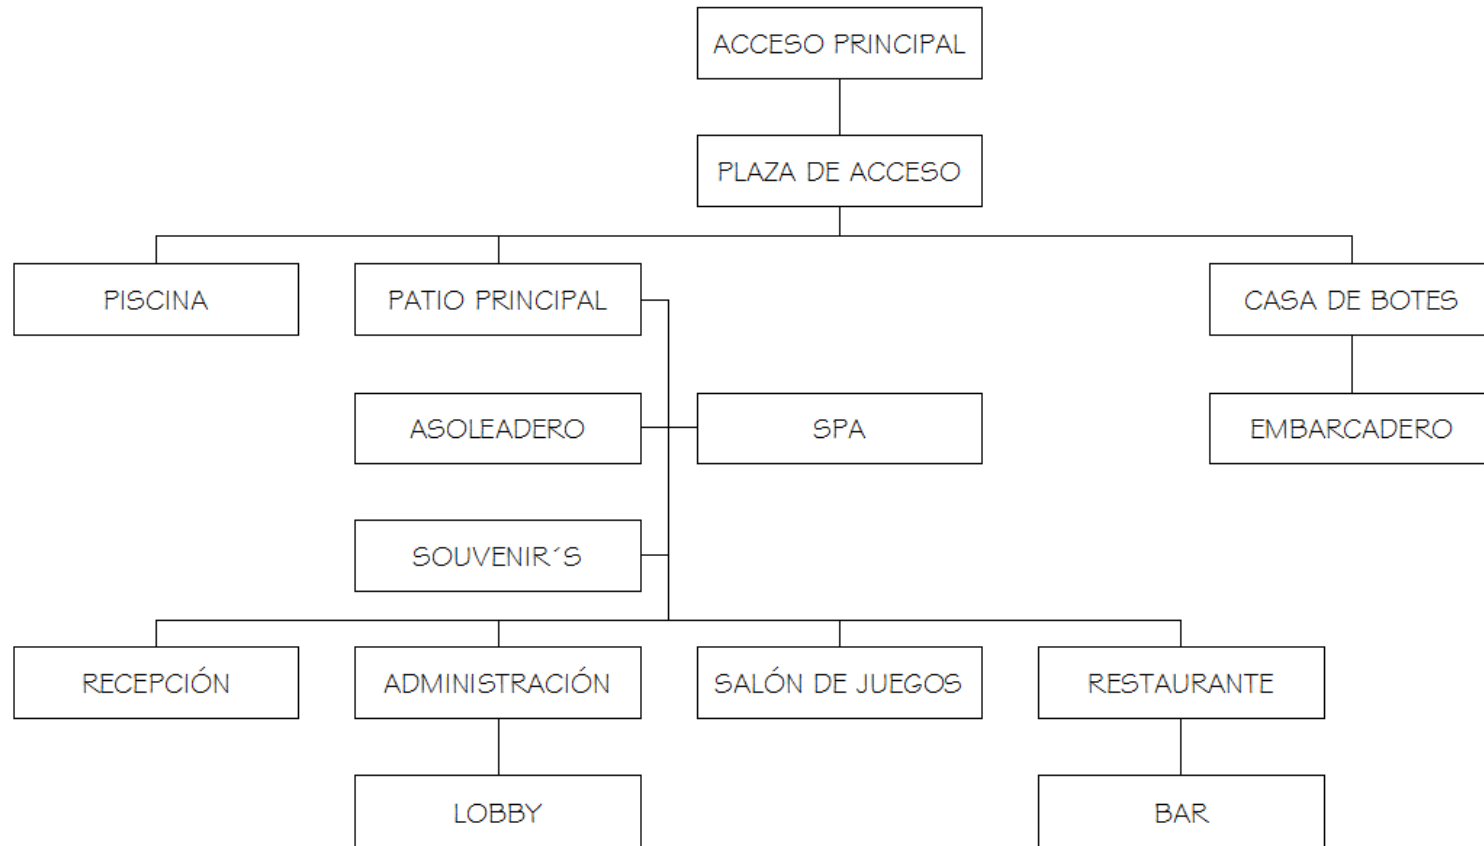 ACCESO PRINCIPAL
PLAZA DE ACCESO
PISCINA
PATIO PRINCIPAL
CASA DE BOTES
ASOLEADERO
SPA
EMBARCADERO
SOUVENIR´S
RECEPCIÓN
ADMINISTRACIÓN
SALÓN DE JUEGOS
RESTAURANTE
LOBBY
BAR